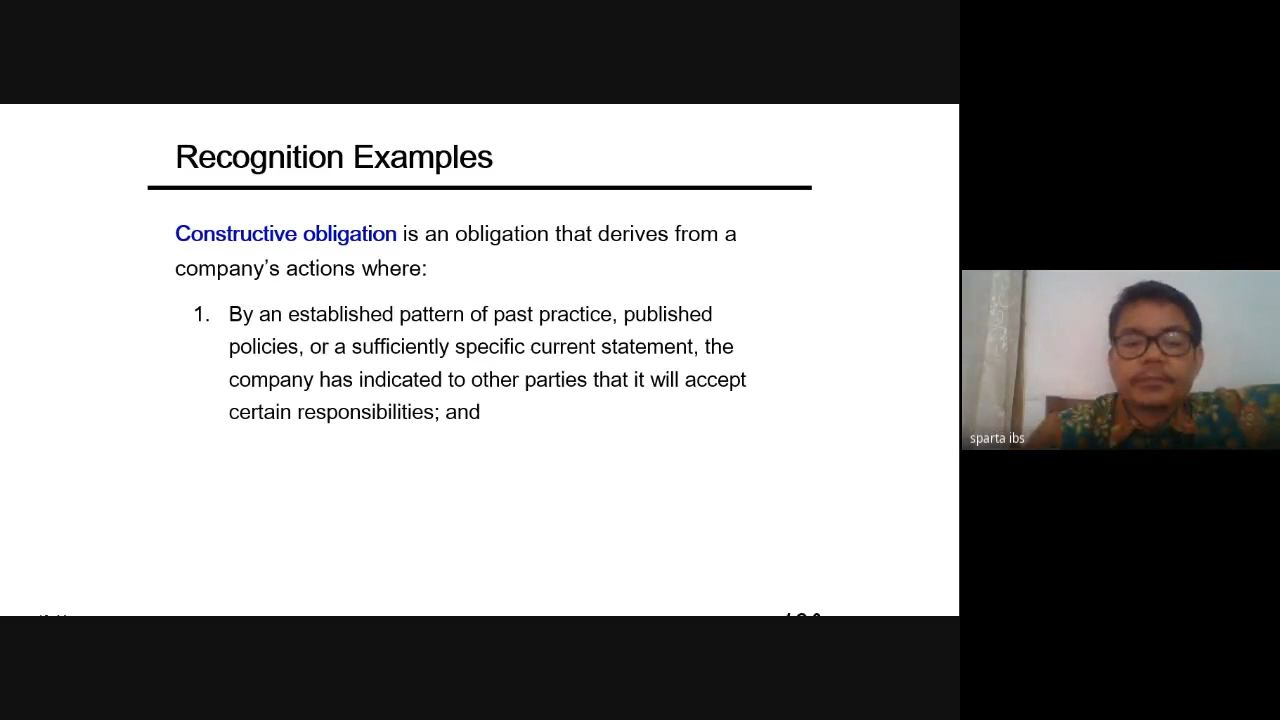 Recognition Examples
Constructive obligation is an obligation that derives from a
company’s actions where:
1. By an established pattern of past practice, published
policies, or a sufficiently specific current statement, the
company has indicated to other parties that it will accept
certain responsibilities; and
sparta ibs